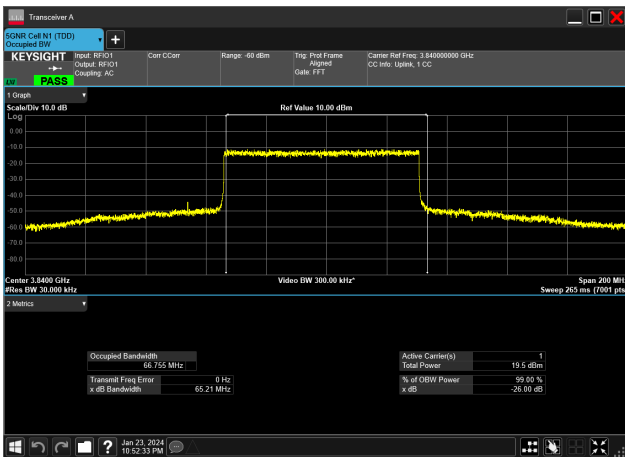 Transceiver A
5GNR Cell N1 (TDD)
Occupied BW
KEYSIGHT
PASS
Input: RFIO1
Output: RFIO1
Coupling: AC
Corr CCorr
Range: -60 dBm
Trig: Prot Frame
Aligned
Gate: FFT
Carrier Ref Freq: 3.840000000 GHz
CC Info: Uplink, 1 CC
1 Graph
Scale/Div 10.0 dB
Ref Value 10.00 dBm
Log
0.00
-10.0
-20.0
-30.0
-40.0
-50.0
-60.0
-70.0
-80.0
Center 3.8400 GHz
Video BW 300.00 kHz*
Span 200 MHz
#Res BW 30.000 kHz
Sweep 265 ms (7001 pts
2 Metrics
Occupied Bandwidth
66.755 MHz
Transmit Freq Error 0 Hz
x dB Bandwidth 65.21 MHz
Active Carrier(s) 1
Total Power 19.5 dBm
% of OBW Power 99.00 %
x dB -26.00 dB
Jan 23, 2024
10:52:33 PM